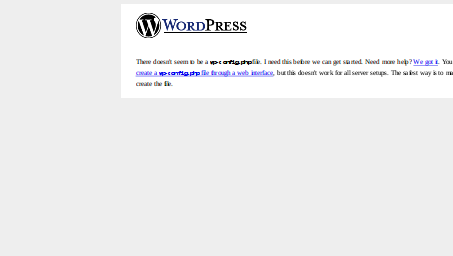 WORDPRESS
There doesn't seem to be a wp-config.php file. I need this before we can get started. Need more help? We got it. You
create a wp-config.php file through a web interface, but this doesn't work for all server setups. The safest way is to
create the file.